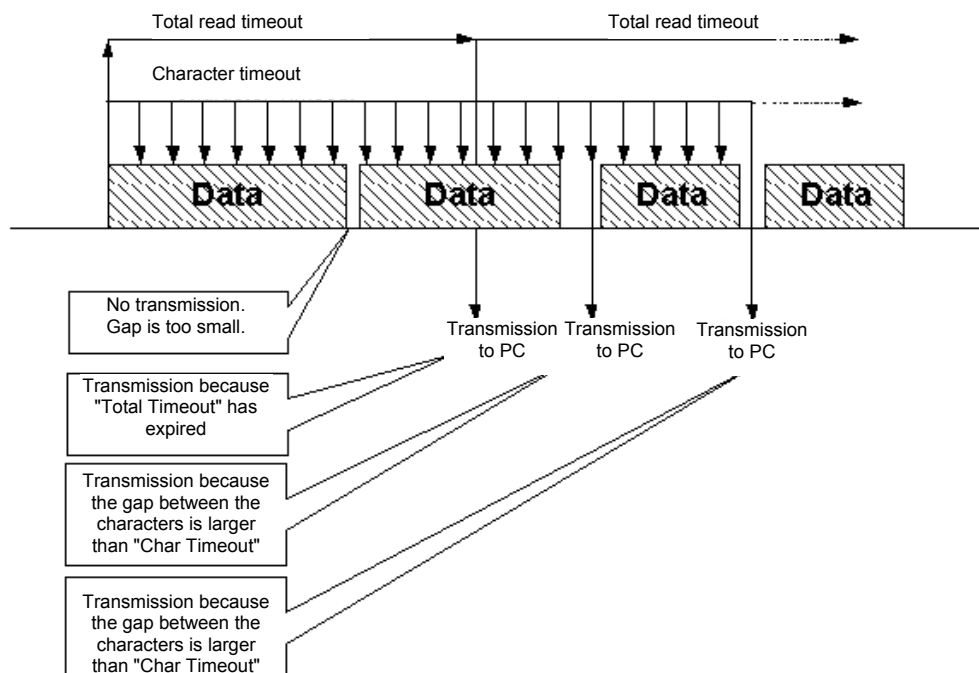 Total read timeout
Total read timeout
Character timeout
Data
Data
Data
Data
No transmission.
Gap is too small.
Transmission
to PC
Transmission
to PC
Transmission
to PC
Transmission because
"Total Timeout" has
expired
Transmission because
the gap between the
characters is larger
than "Char Timeout"
Transmission because
the gap between the
characters is larger
than "Char Timeout"